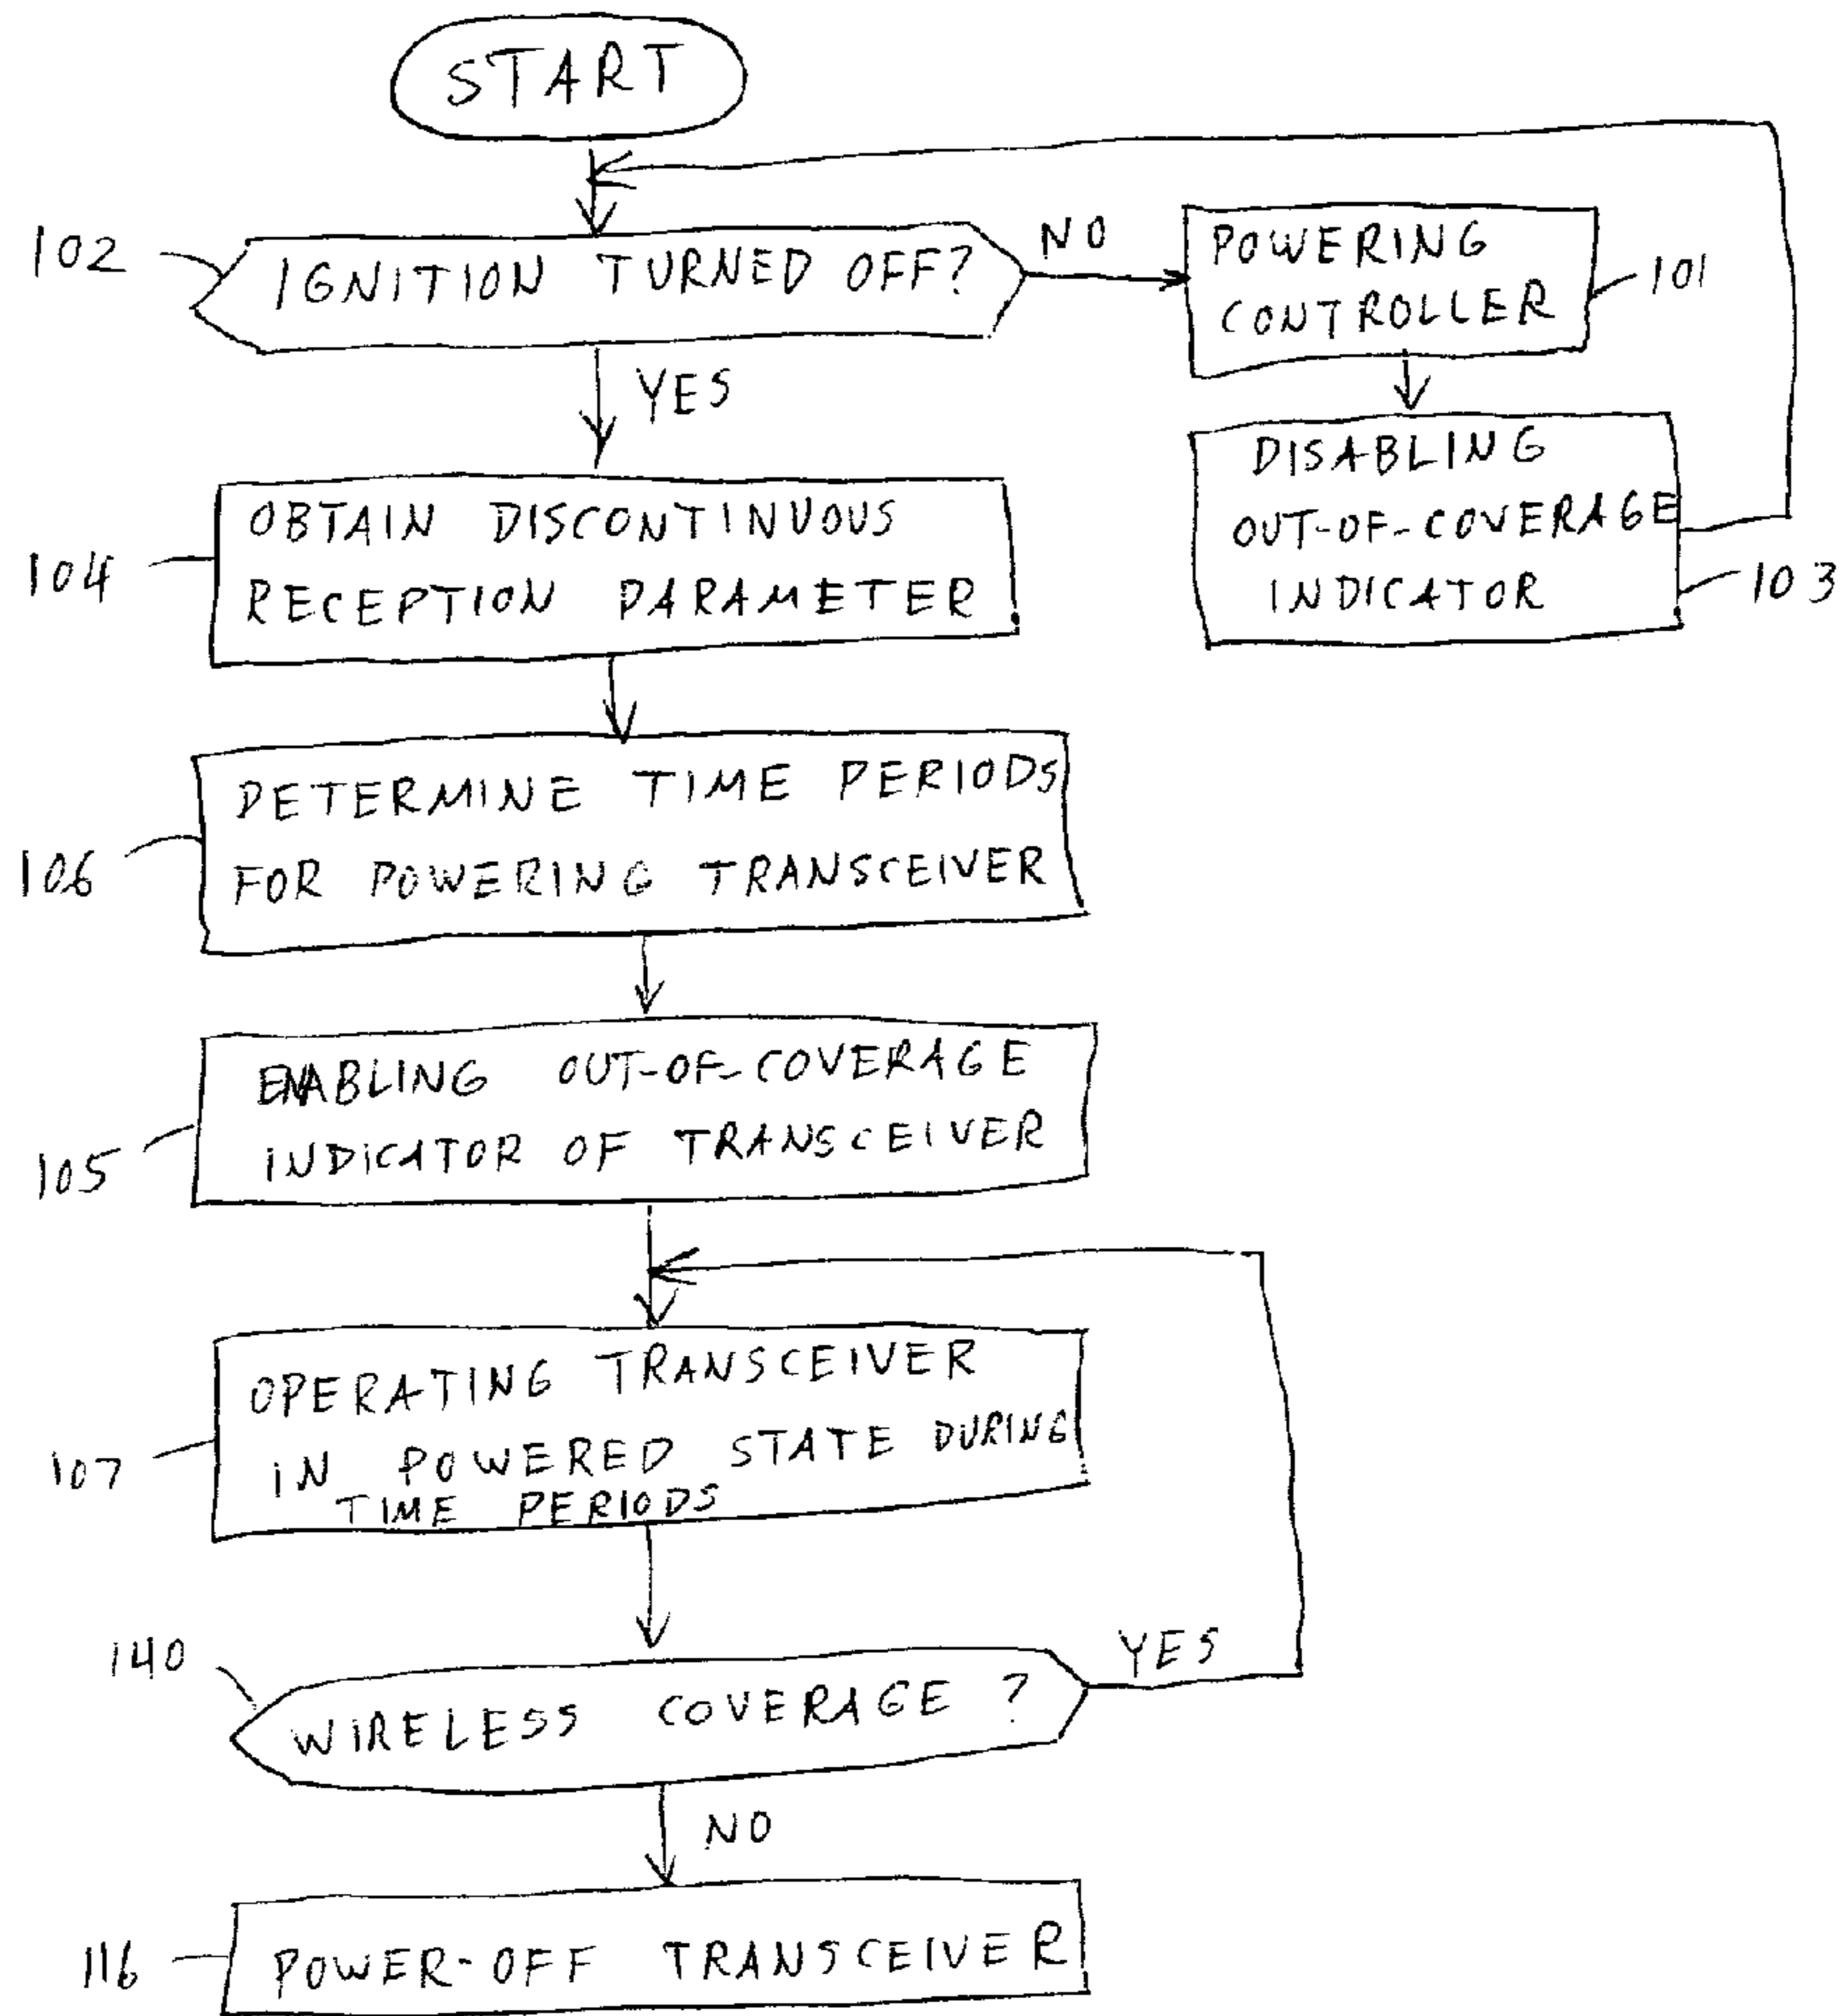 START
102
IGNITION TURNED OFF?
NO
POWERING
CONTROLLER
101
YES
DISABLING
OUT-OF-COVERAGE
INDICATOR
103
104
OBTAIN DISCONTINUOUS
RECEPTION PARAMETER
106
DETERMINE TIME PERIODS
FOR POWERING TRANSCEIVER
105
ENABLING OUT-OF-COVERAGE
INDICATOR OF TRANSCEIVER
107
OPERATING TRANSCEIVER
IN POWERED STATE DURING
TIME PERIODS
140
WIRELESS COVERAGE ?
YES
NO
116
POWER-OFF TRANSCEIVER